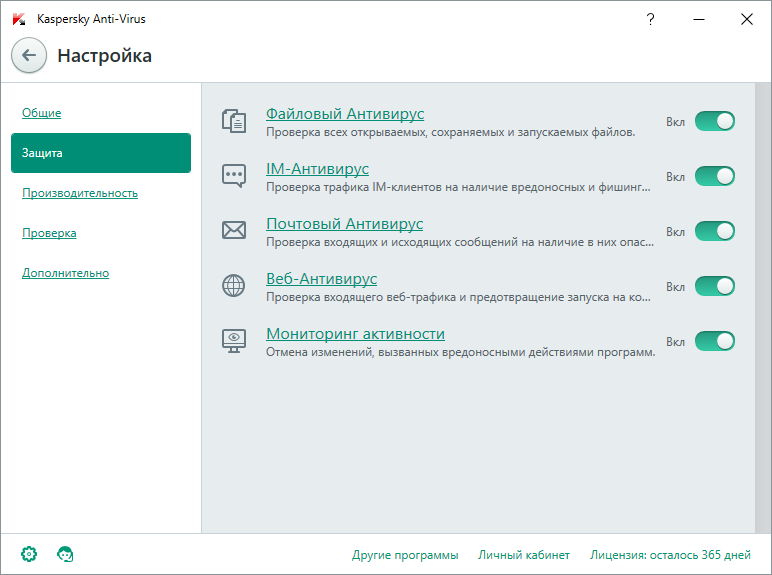 Kaspersky Anti-Virus
?
Настройка
Общие
Защита
Производительность
Проверка
Дополнительно
Файловый Антивирус
Проверка всех открываемых, сохраняемых и запускаемых файлов.
Вкл
IM-Антивирус
Проверка трафика IM-клиентов на наличие вредоносных и фишинг...
Вкл
Почтовый Антивирус
Проверка входящих и исходящих сообщений на наличие в них опас...
Вкл
Веб-Антивирус
Проверка входящего веб-трафика и предотвращение запуска на ко...
Вкл
Мониторинг активности
Отмена изменений, вызванных вредоносными действиями программ.
Вкл
Другие программы Личный кабинет Лицензия: осталось 365 дней